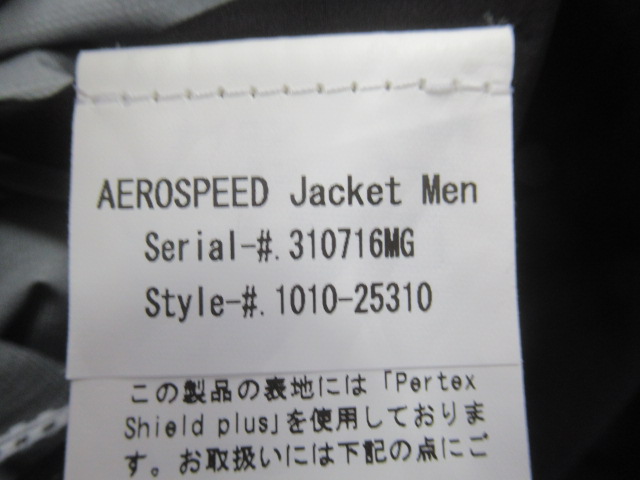 AEROSPEED Jacket Men
Serial-#. 310716MG
Style-#. 1010-25310
この製品の表地には「Pertex
Shield plus」を使用しておりま
す。お取扱いには下記の点にご